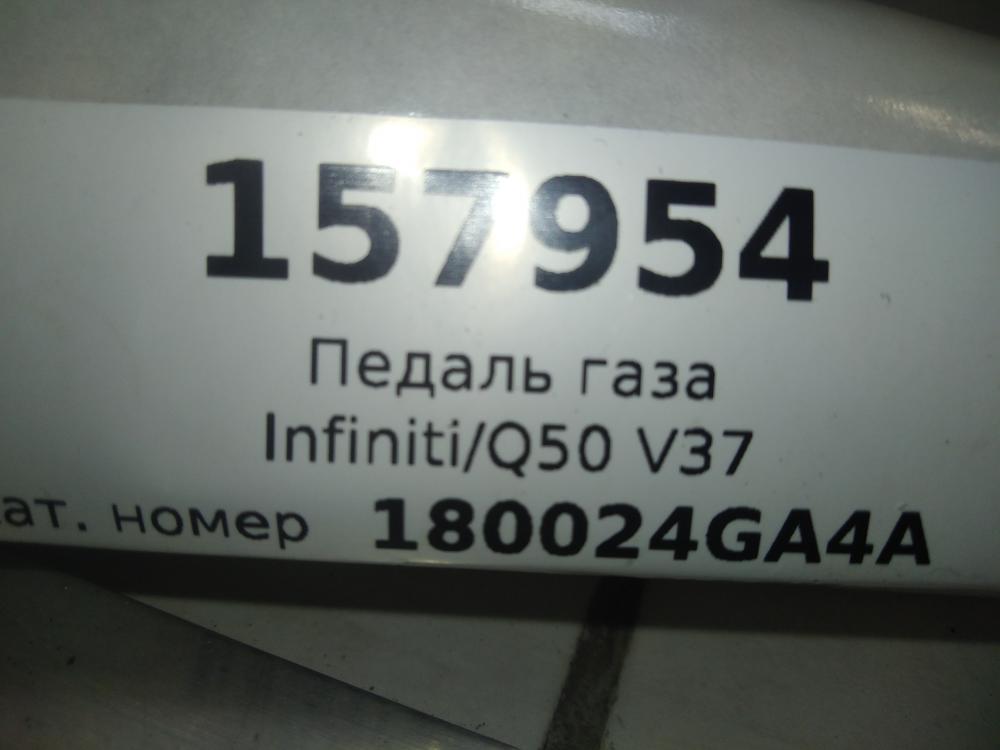 157954
Педаль газа
Infiniti/Q50 V37
ат. номер 180024GA4A